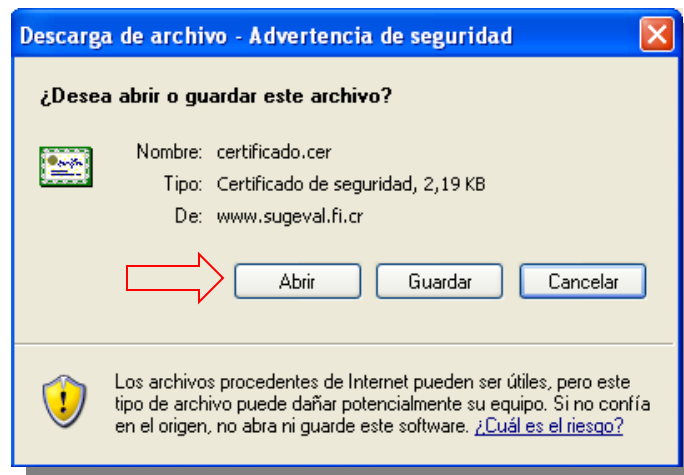 Descarga de archivo - Advertencia de seguridad
¿Desea abrir o guardar este archivo?
Nombre: certificado.cer
Tipo: Certificado de seguridad, 2,19 KB
De: www.sugeval.fi.cr
Abrir Guardar Cancelar
Los archivos procedentes de Internet pueden ser útiles, pero este
tipo de archivo puede dañar potencialmente su equipo. Si no confía
en el origen, no abra ni guarde este software. ¿Cuál es el riesgo?